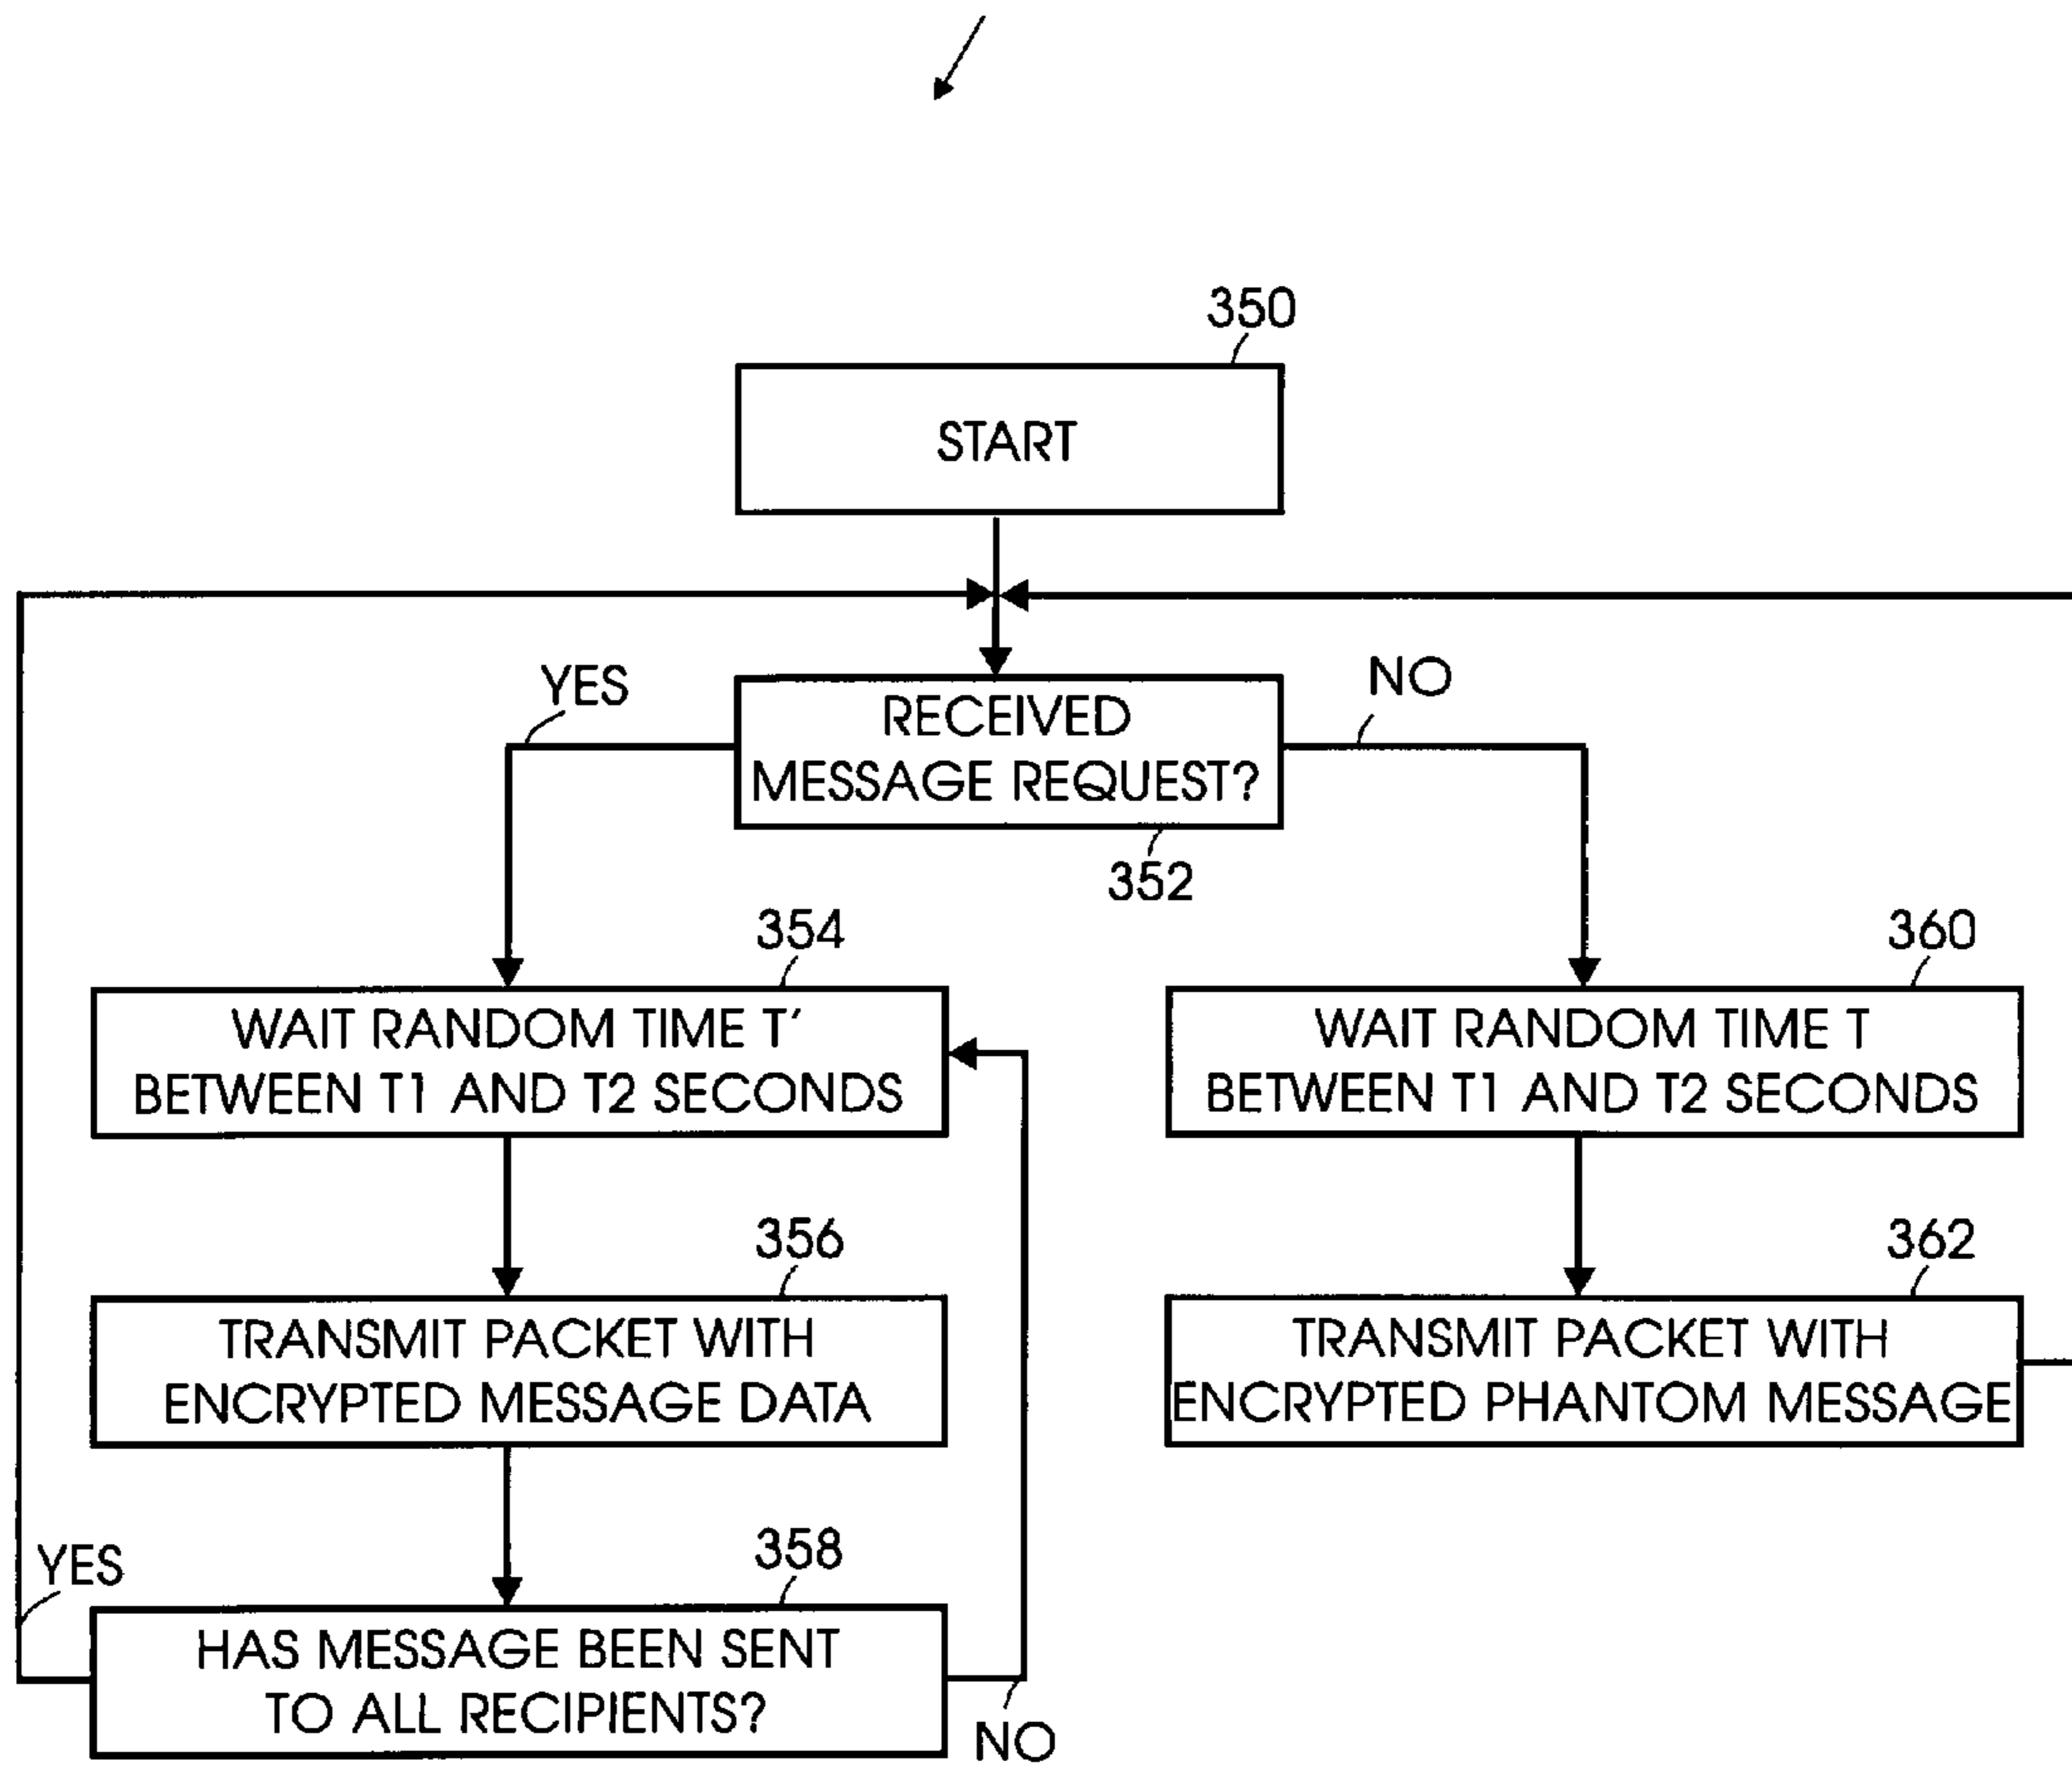 350
START
YES
NO
RECEIVED
MESSAGE REQUEST?
352
354
360
WAIT RANDOM TIME T'
BETWEEN T1 AND T2 SECONDS
WAIT RANDOM TIME T
BETWEEN T1 AND T2 SECONDS
356
362
TRANSMIT PACKET WITH
ENCRYPTED MESSAGE DATA
TRANSMIT PACKET WITH
ENCRYPTED PHANTOM MESSAGE
358
YES
HAS MESSAGE BEEN SENT
TO ALL RECIPIENTS?
NO